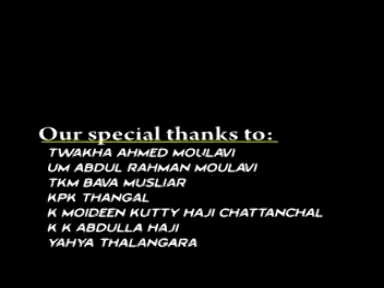 Our special thanks to:
TWAKHA AHMED MOULAVI
UM ABDUL RAHMAN MOULAVI
TKM BAVA MUSLIAR
KPK THANGAL
K MOIDEEN KUTTY HAJI CHATTANCHAL
K K ABDULLA HAJI
YAHYA THALANGARA